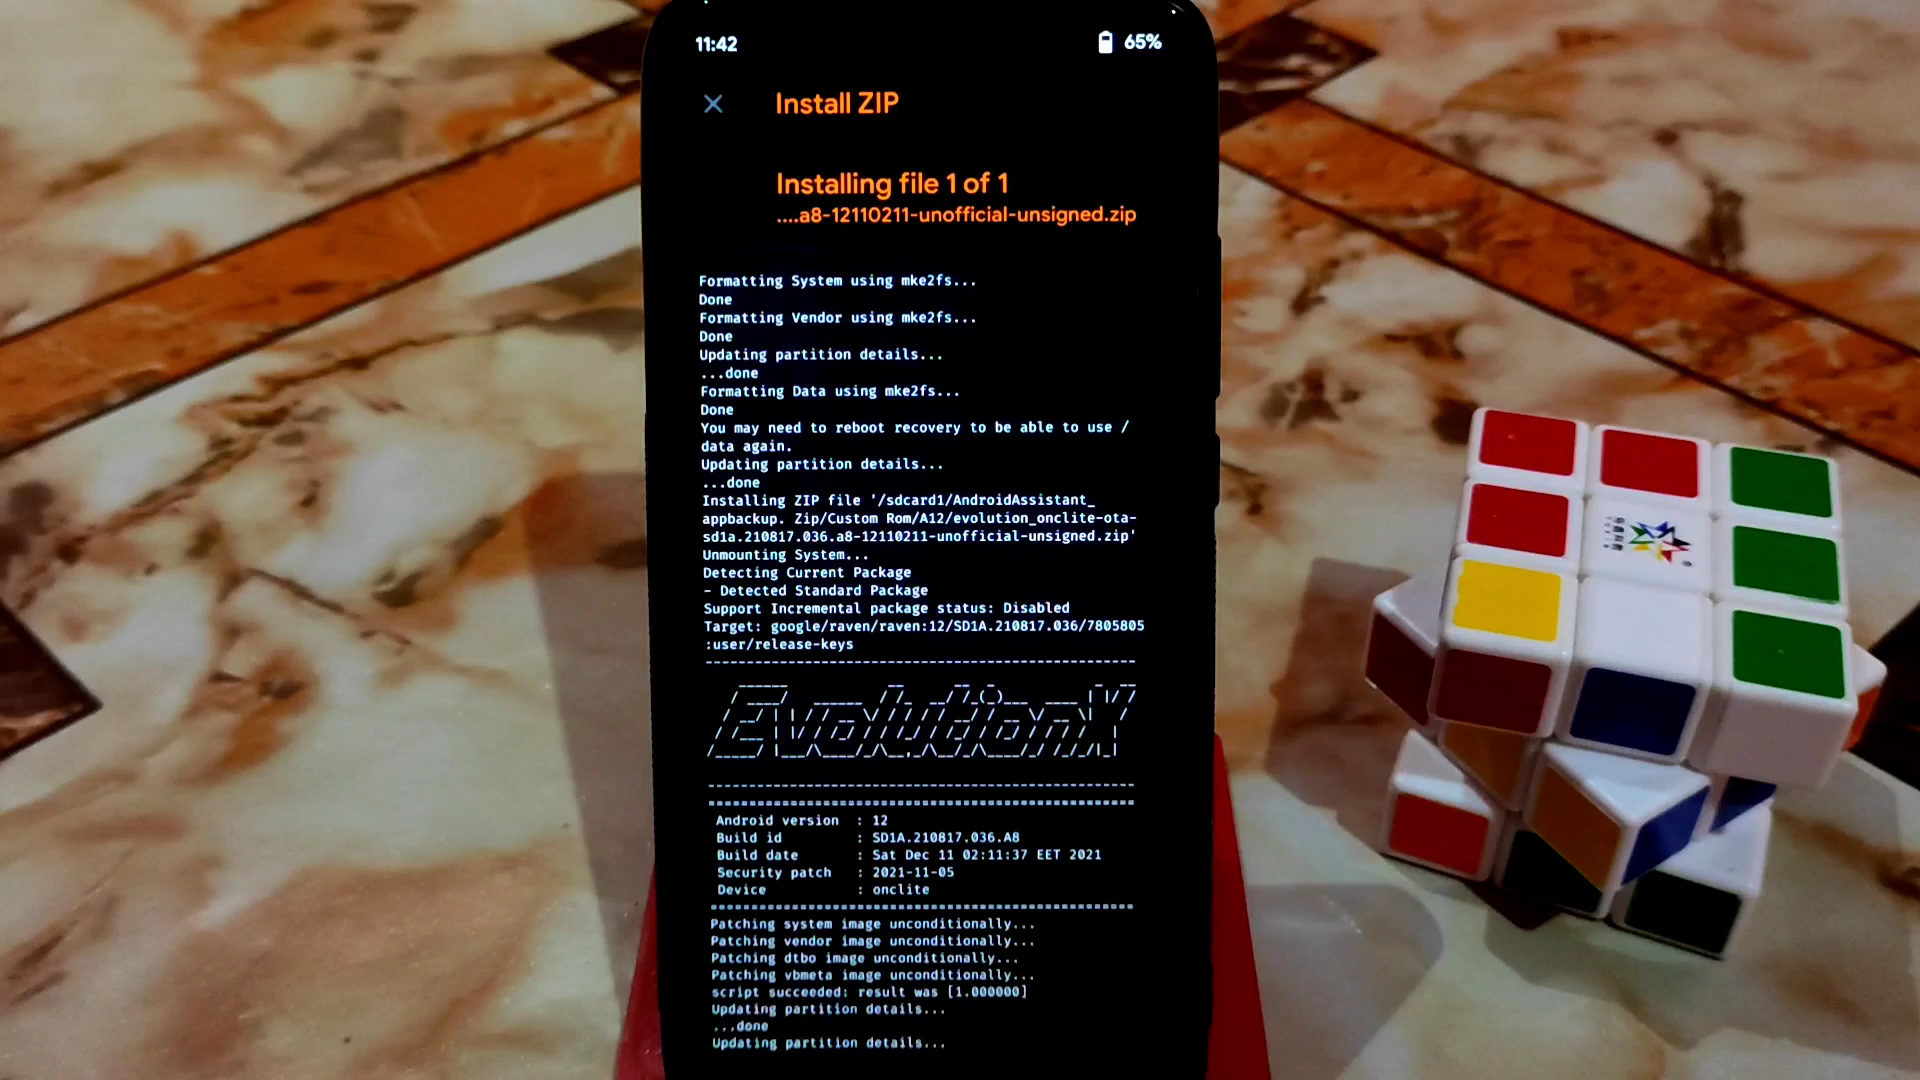 11:42
65%
Install ZIP
Installing file 1 of 1
....a8-12110211-unofficial-unsigned.zip
Formatting System using mke2fs...
Done
Formatting Vendor using mke2fs...
Done
Updating partition details...
...done
Formatting Data using mke2fs...
Done
You may need to reboot recovery to be able to use /
data again.
Updating partition details...
...done
Installing ZIP file '/sdcard1/AndroidAssistant_
appbackup. Zip/Custom Rom/A12/evolution_onclite-ota-
sd1a.210817.036.a8-12110211-unofficial-unsigned.zip'
Unmounting System...
Detecting Current Package
- Detected Standard Package
Support Incremental package status: Disabled
Target: google/raven/raven:12/SD1A.210817.036/7805805
:user/release-keys
EvolutionX
Android version : 12
Build id : SD1A.210817.036.A8
Build date : Sat Dec 11 02:11:37 EET 2021
Security patch : 2021-11-05
Device : onclite
Patching system image unconditionally...
Patching vendor image unconditionally...
Patching dtbo image unconditionally...
Patching vbmeta image unconditionally...
script succeeded: result was [1.000000]
Updating partition details...
...done
Updating partition details...